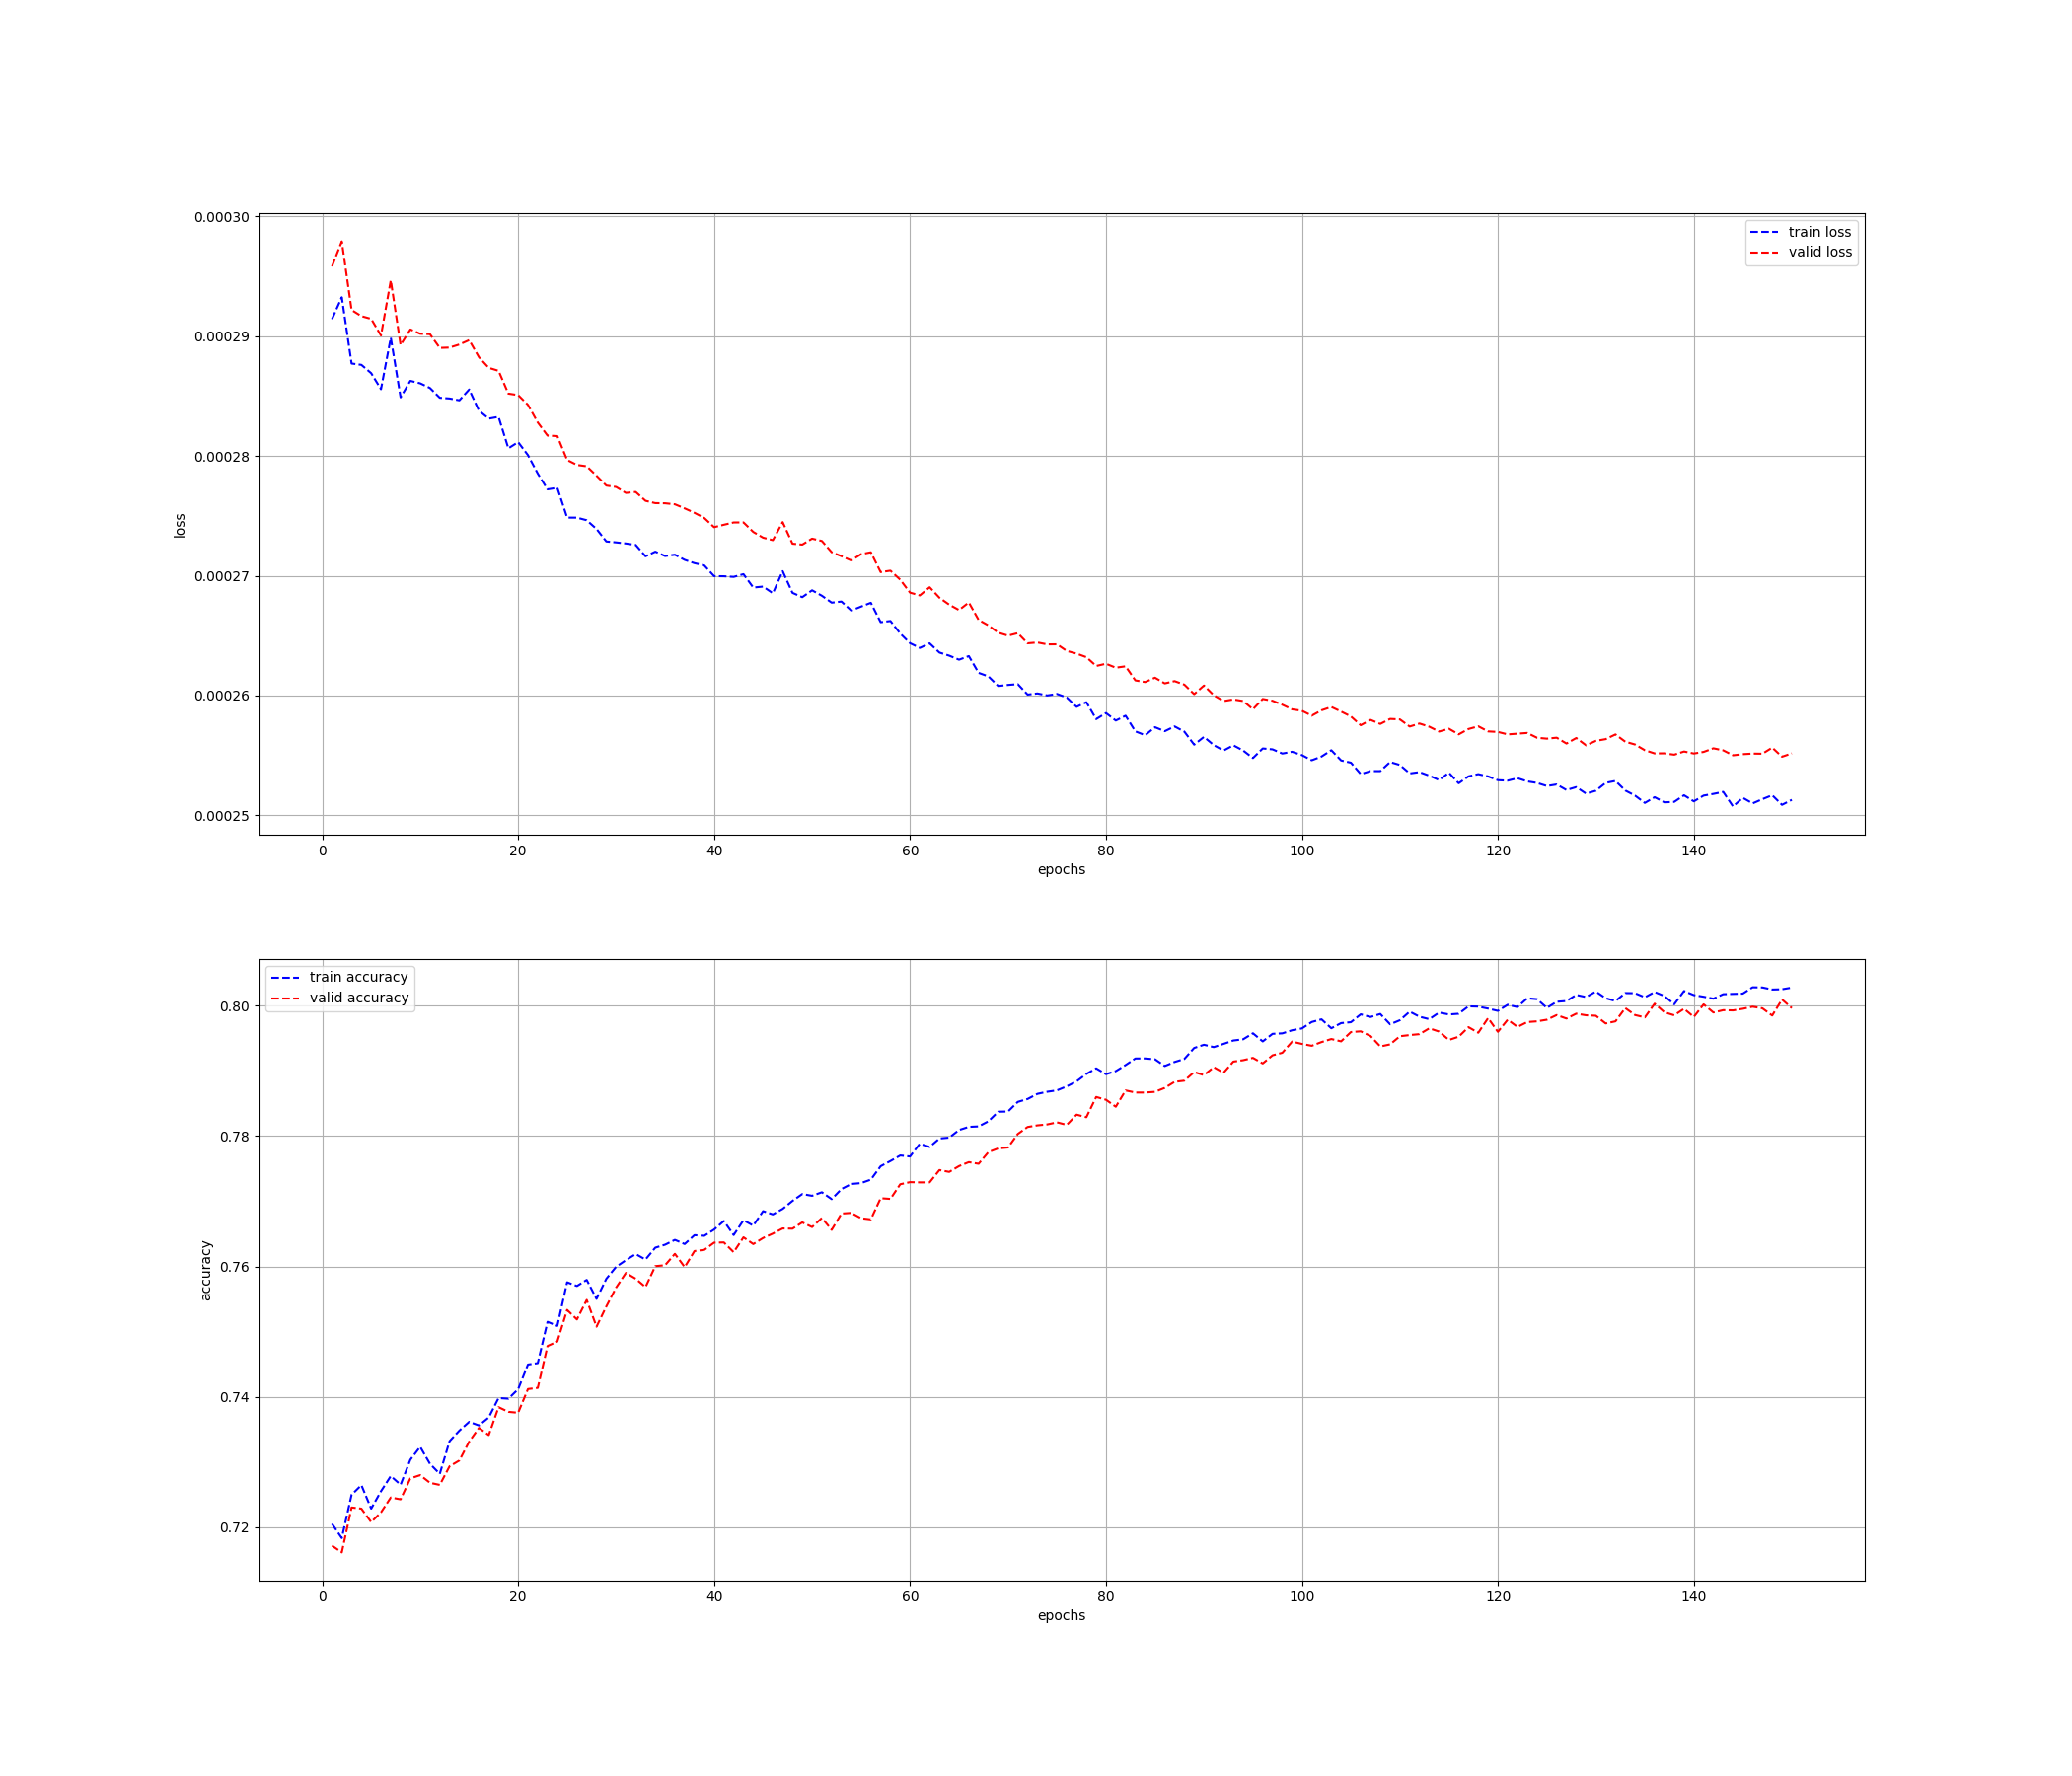 0.00030
train loss
valid loss
0.00029
0.00028
loss
0.00027
0.00026
0.00025
0 20 40 60 80 100 120 140
epochs
train accuracy
valid accuracy
0.80
0.78
0.76
accuracy
0.74
0.72
0 20 40 60 80 100 120 140
epochs